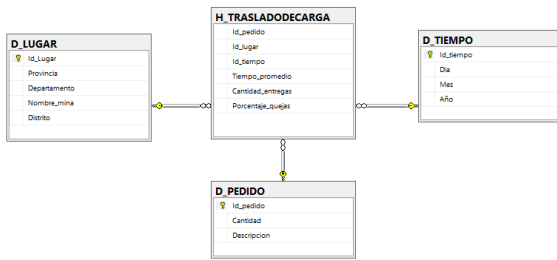 H_TRASLADODECARGA
Id_pedido
Id_lugar
Id_tiempo
Tiempo_promedio
Cantidad_entregas
Porcentaje_quejas
D_LUGAR
Id_Lugar
Provincia
Departamento
Nombre_mina
Distrito
D_TIEMPO
Id_tiempo
Dia
Mes
Año
D_PEDIDO
Id_pedido
Cantidad
Descripcion